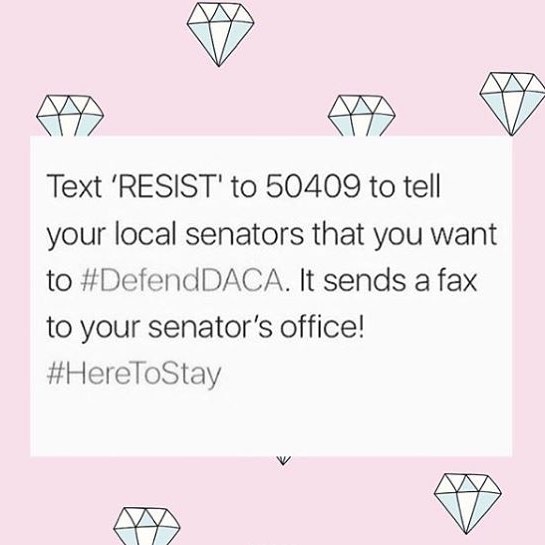 Text ‘RESIST' to 50409 to tell
your local senators that you want
to #DefendDACA. It sends a fax
to your senator’s office!
#HereToStay